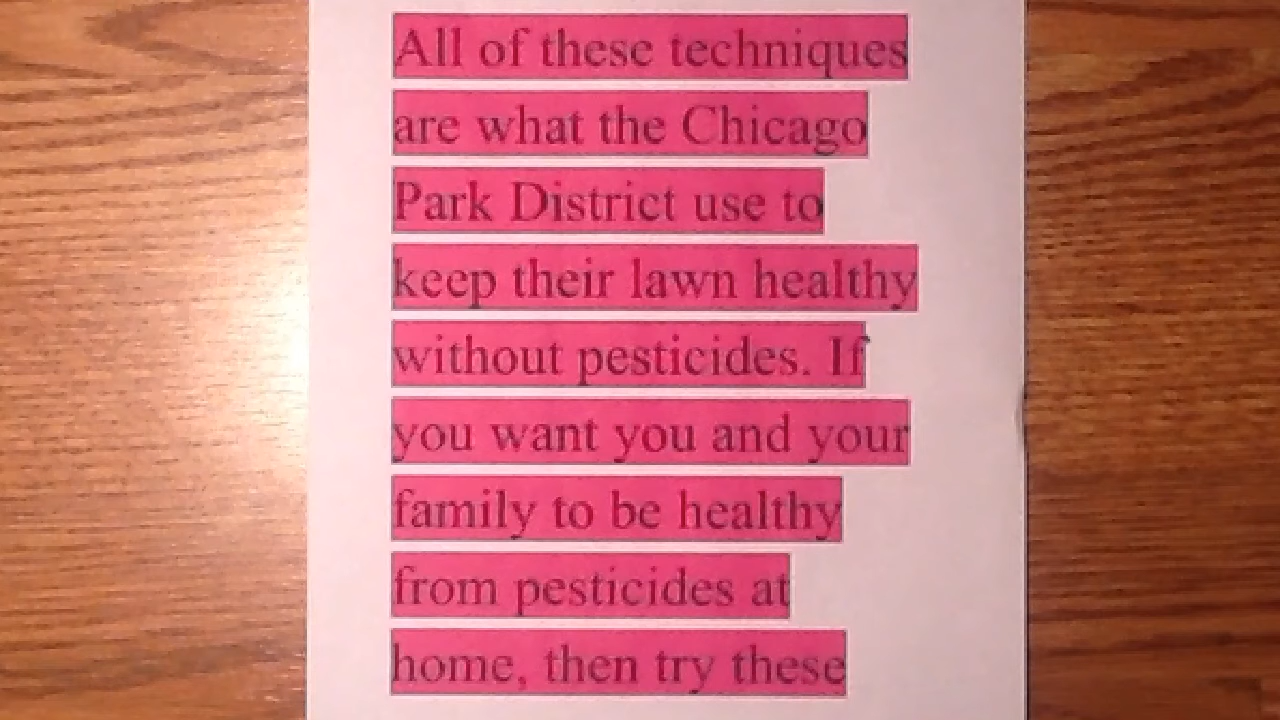 All of these techniques
are what the Chicago
Park District use to
keep their lawn healthy
without pesticides. If
you want you and your
family to be healthy
from pesticides at
home, then try these